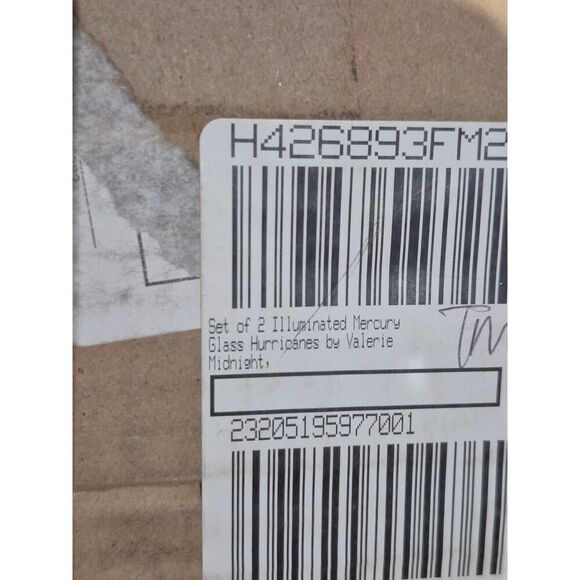 H426893FM2
Set of 2 Illuminated Mercury
Glass Hurricanes by Valerie
Midnight,
23205195977001